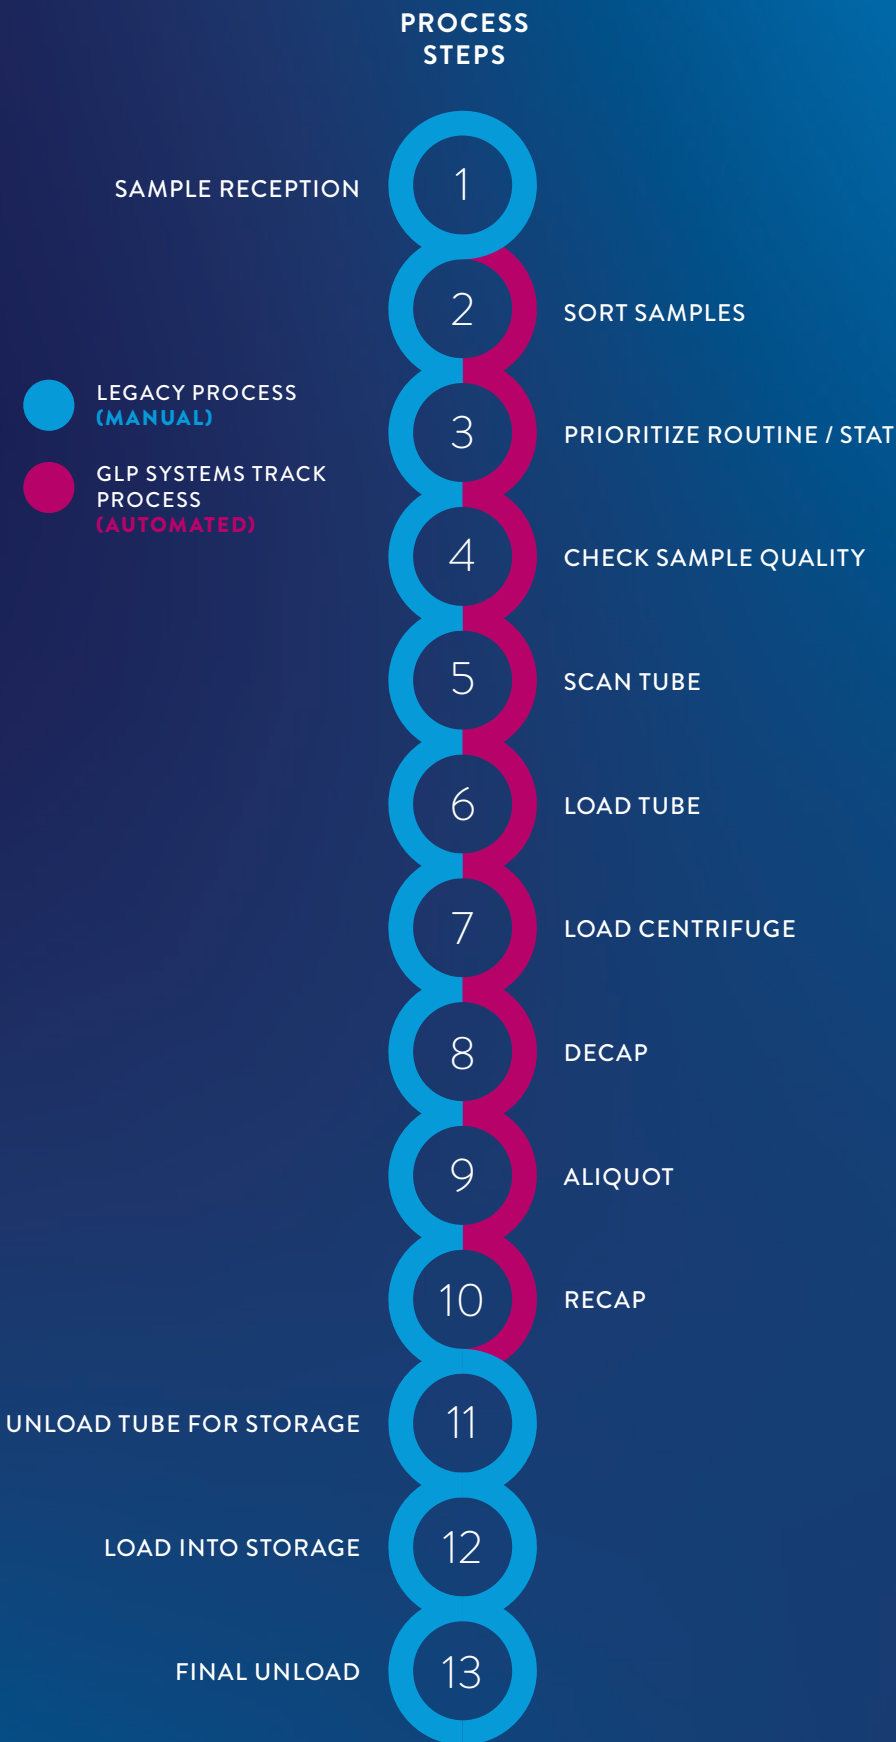 PROCESS
STEPS
1
SAMPLE RECEPTION
2
SORT SAMPLES
LEGACY PROCESS
(MANUAL)
3
PRIORITIZE ROUTINE / STAT
GLP SYSTEMS TRACK
PROCESS
(AUTOMATED)
4
CHECK SAMPLE QUALITY
5
SCAN TUBE
6
LOAD TUBE
7
LOAD CENTRIFUGE
8
DECAP
9
ALIQUOT
10
RECAP
11
UNLOAD TUBE FOR STORAGE
12
LOAD INTO STORAGE
13
FINAL UNLOAD